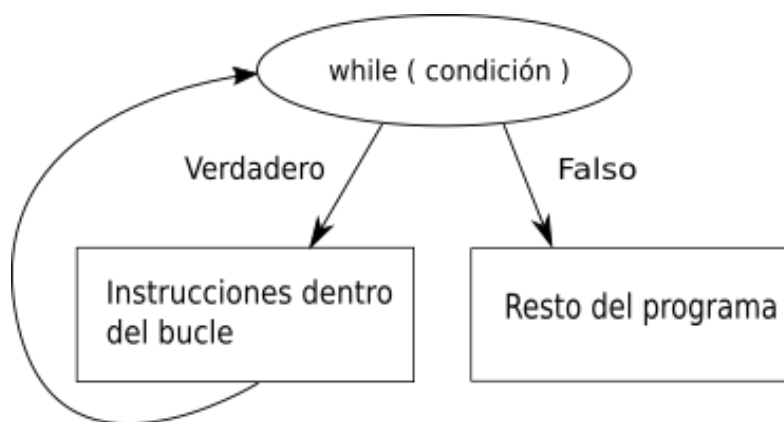 while ( condición )
Verdadero
Falso
Instrucciones dentro
del bucle
Resto del programa